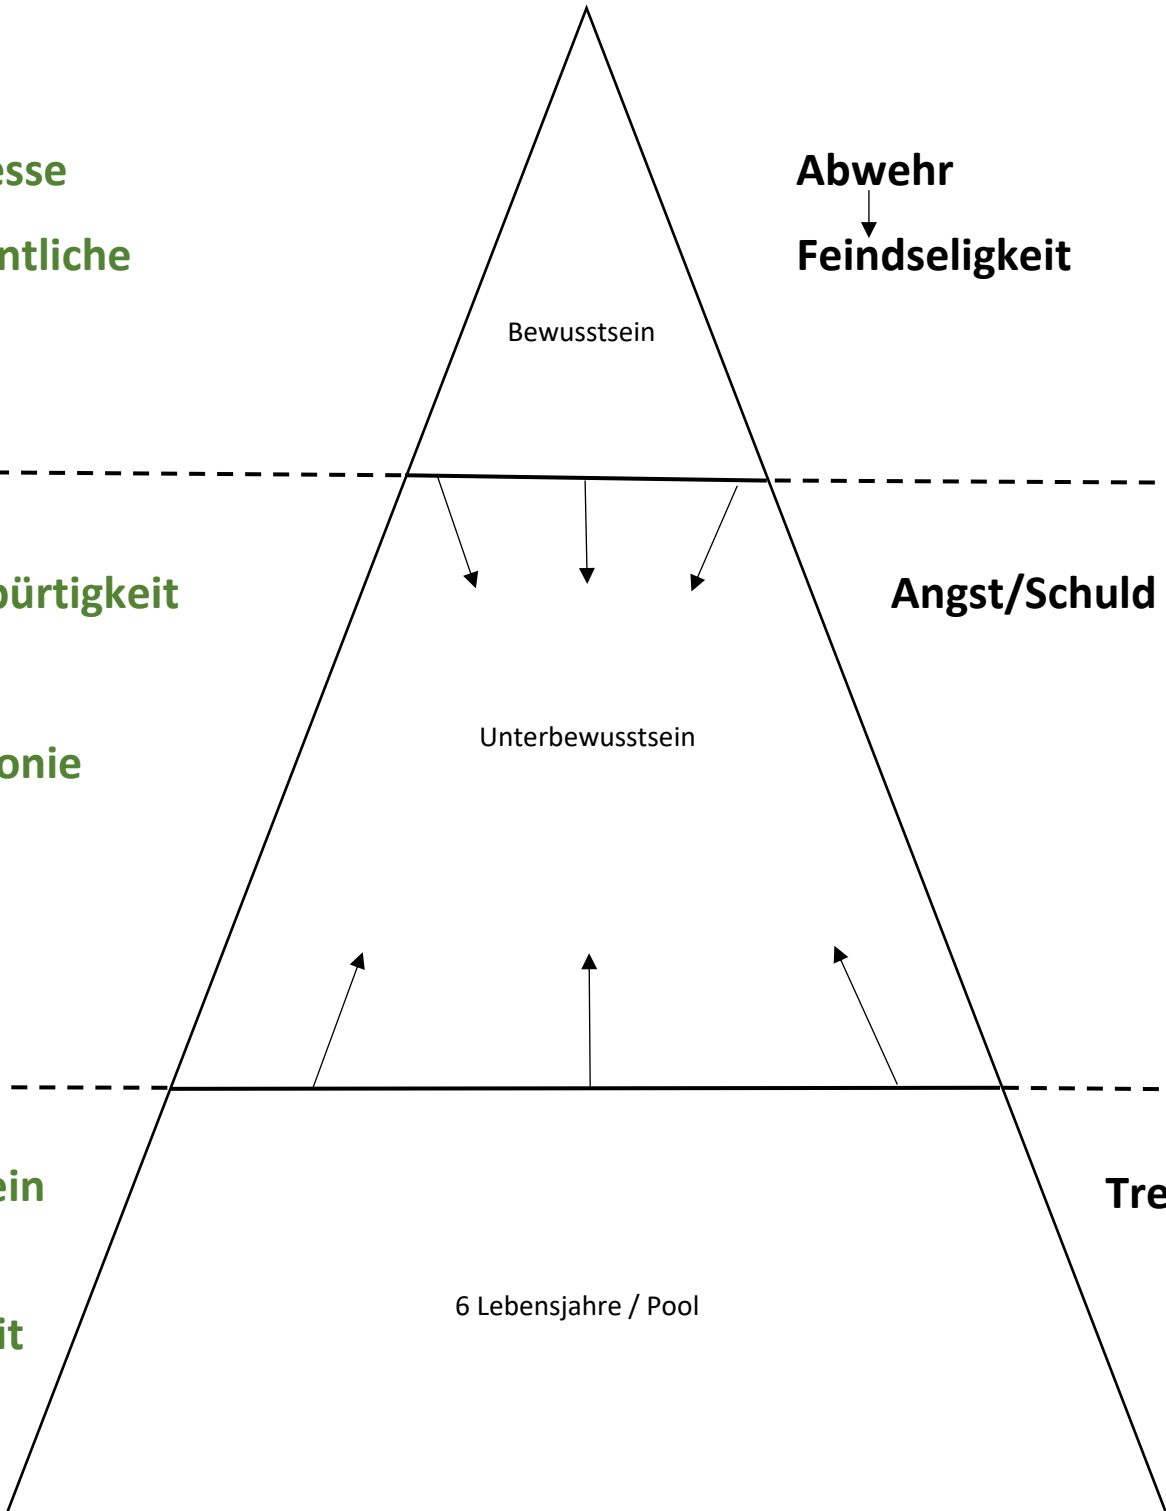 esse
Abwehr
ntliche
Feindseligkeit
Bewusstsein
bürtigkeit
Angst/Schuld
Unterbewusstsein
onie
ein
Tre
6 Lebensjahre / Pool
it